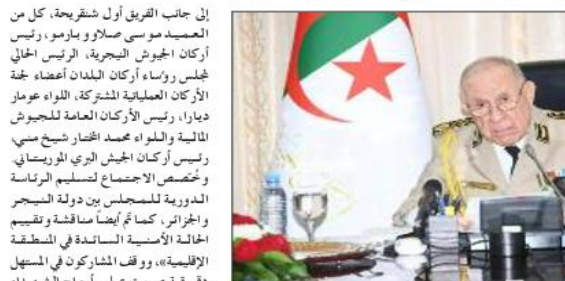 إلى جانب الفريق أول شنقريحة، كل من
العميد موسى صلاوو بارمو، رئيس
أركان الجيوش النيجرية، الرئيس الحالي
لمجلس رؤساء أركان البلدان أعضاء لجنة
الأركان العملياتية المشتركة، اللواء عومار
ديارا، رئيس الأركان العامة للجيوش
المالية واللواء محمد المختار شيخ مني،
رئيس أركان الجيش البري الموريتاني.
وخُصص الاجتماع لتسليم الرئاسة
الدورية للمجلس بين دولة النيجر
والجزائر، كما تمّ أيضاً مناقشة وتقييم
الحالة الأمنية السائدة في المنطقة
الإقليمية»، ووقف المشاركون في المستهل